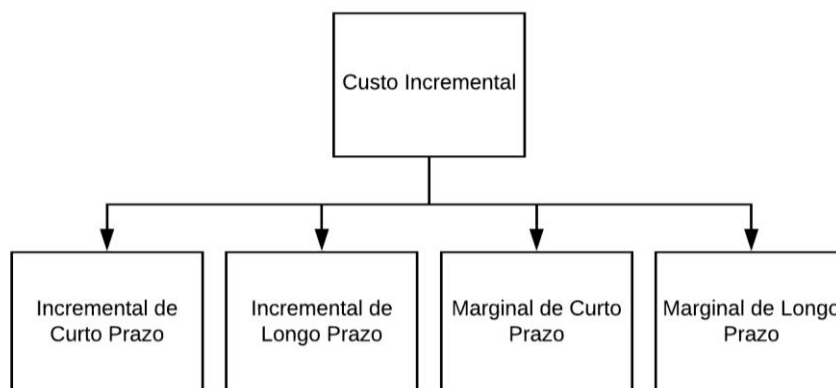 Custo Incremental
Incremental de
Curto Prazo
Incremental de
Longo Prazo
Marginal de Curto
Prazo
Marginal de Longo
Prazo